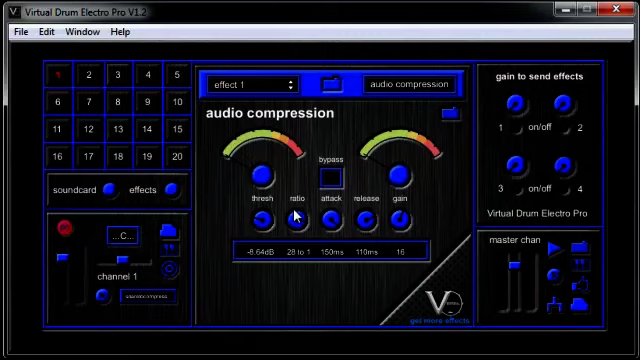 Virtual Drum Electro Pro V1.2
File Edit Window Help
1 2 3 4 5
6 7 8 9 10
11 12 13 14 15
16 17 18 19 20
soundcard effects
...C...
channel 1
effect 1
audio compression
audio compression
bypass
thresh ratio attack release gain
-8.64dB 28 to 1 150ms 110ms 16
V
get more effects
gain to send effects
1 on/off 2
3 on/off 4
Virtual Drum Electro Pro
master chan